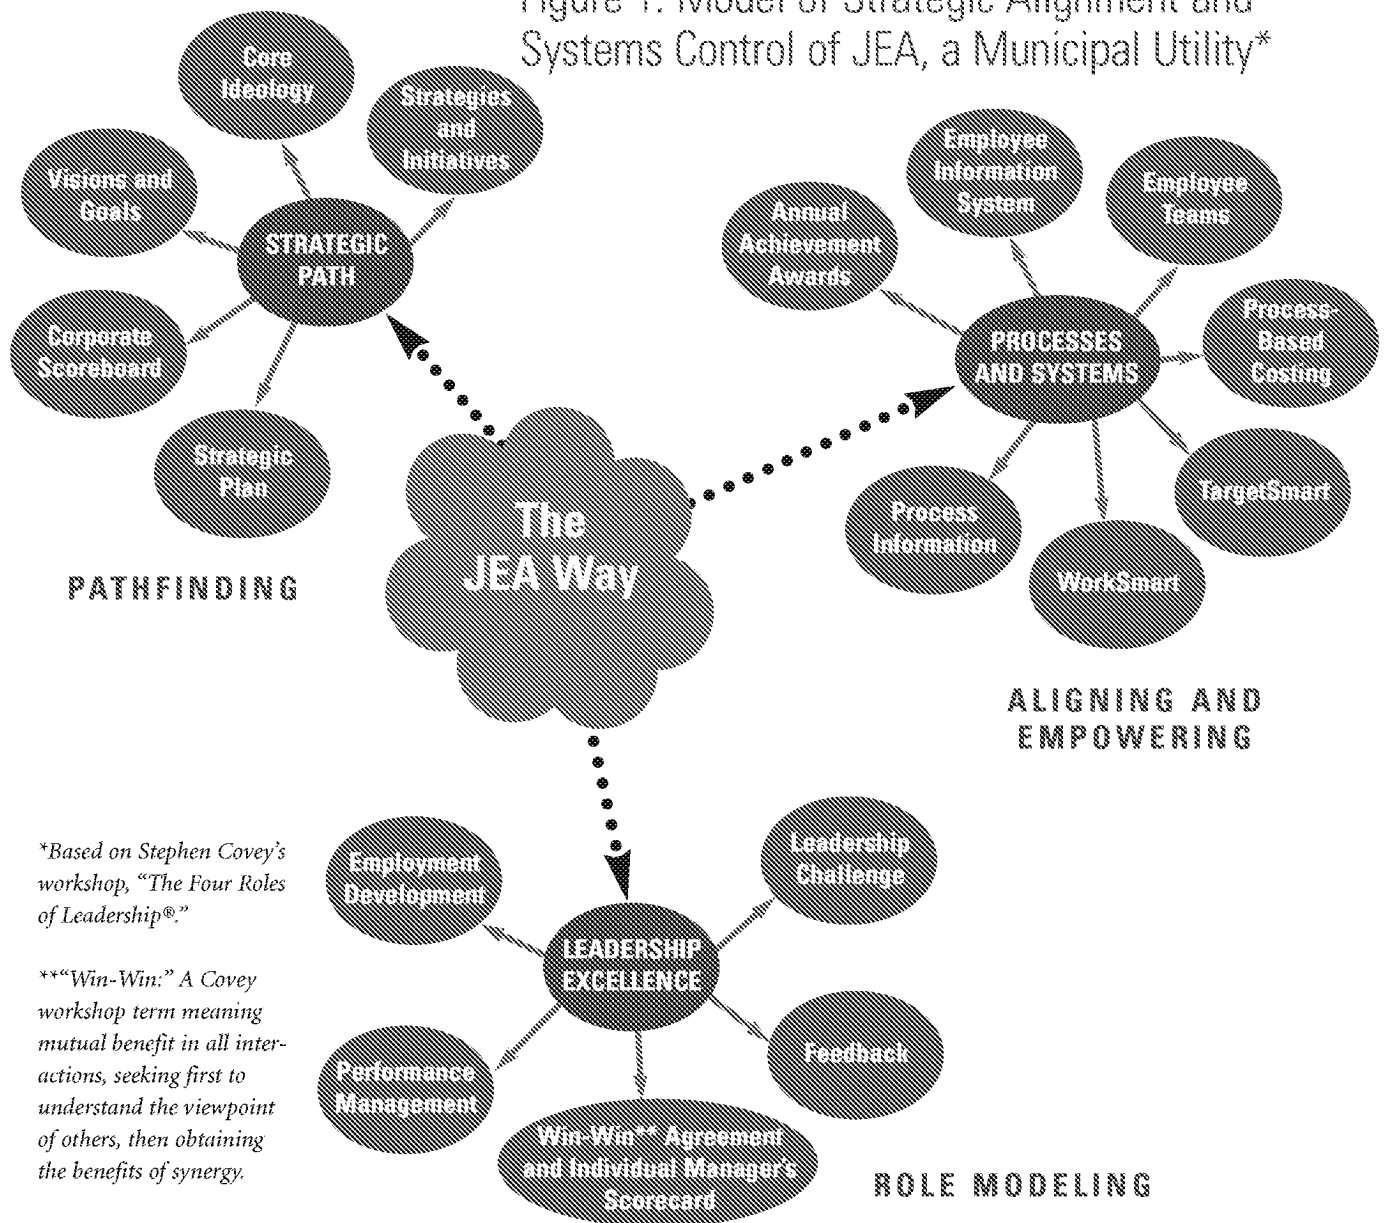 Figure 1. Model of Strategic Alignment and
Systems Control of JEA, a Municipal Utility*
Core
Ideology
Strategies
and
Initiatives
Visions and
Goals
STRATEGIC
PATH
Corporate
Scoreboard
Strategic
Plan
PATHFINDING
Employee
Information
System
Employee
Teams
Annual
Achievement
Awards
PROCESSES
AND SYSTEMS
Process-
Based
Costing
TargetSmart
Process
Information
WorkSmart
ALIGNING AND
EMPOWERING
The
JEA Way
Employment
Development
Leadership
Challenge
LEADERSHIP
EXCELLENCE
Performance
Management
Feedback
Win-Win** Agreement
and Individual Manager's
Scorecard
ROLE MODELING
*Based on Stephen Covey's
workshop, "The Four Roles
of Leadership®."
**"Win-Win:" A Covey
workshop term meaning
mutual benefit in all inter-
actions, seeking first to
understand the viewpoint
of others, then obtaining
the benefits of synergy.